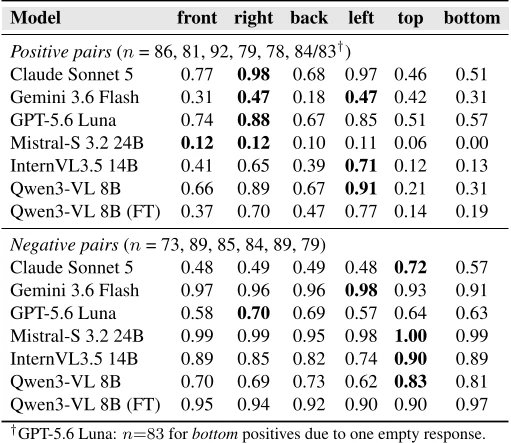 Model front right back left top bottom
Positive pairs (n = 86, 81, 92, 79, 78, 84/83†)
Claude Sonnet 5 0.77 0.98 0.68 0.97 0.46 0.51
Gemini 3.6 Flash 0.31 0.47 0.18 0.47 0.42 0.31
GPT-5.6 Luna 0.74 0.88 0.67 0.85 0.51 0.57
Mistral-S 3.2 24B 0.12 0.12 0.10 0.11 0.06 0.00
InternVL3.5 14B 0.41 0.65 0.39 0.71 0.12 0.13
Qwen3-VL 8B 0.66 0.89 0.67 0.91 0.21 0.31
Qwen3-VL 8B (FT) 0.37 0.70 0.47 0.77 0.14 0.19
Negative pairs (n = 73, 89, 85, 84, 89, 79)
Claude Sonnet 5 0.48 0.49 0.49 0.48 0.72 0.57
Gemini 3.6 Flash 0.97 0.96 0.96 0.98 0.93 0.91
GPT-5.6 Luna 0.58 0.70 0.69 0.57 0.64 0.63
Mistral-S 3.2 24B 0.99 0.99 0.95 0.98 1.00 0.99
InternVL3.5 14B 0.89 0.85 0.82 0.74 0.90 0.89
Qwen3-VL 8B 0.70 0.69 0.73 0.62 0.83 0.81
Qwen3-VL 8B (FT) 0.95 0.94 0.92 0.90 0.90 0.97
†GPT-5.6 Luna: n=83 for bottom positives due to one empty response.